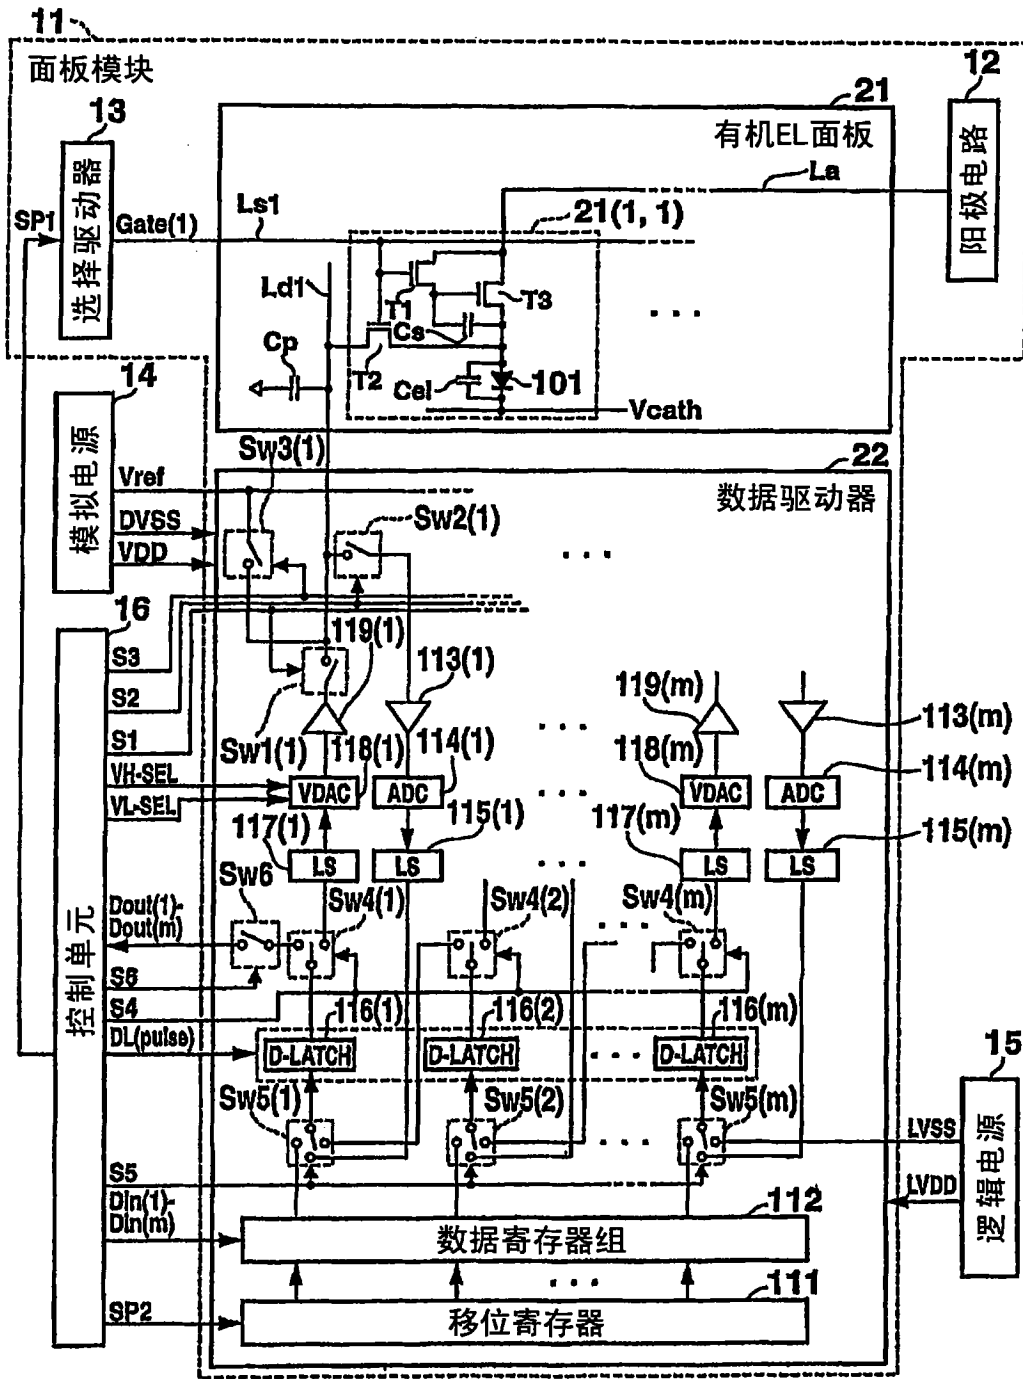 11
面板模块
12
阳极电路
13
选择驱动器
SP1
Gate(1)
21
有机EL面板
La
Ls1
21(1, 1)
Ld1
T1
T3
Cs
T2
Cp
Cel
101
Vcath
14
模拟电源
Vref
DVSS
VDD
Sw3(1)
22
数据驱动器
Sw2(1)
16
控制单元
S3
S2
S1
VH-SEL
VL-SEL
119(1)
113(1)
Sw1(1)
118(1)
114(1)
VDAC
ADC
117(1)
115(1)
LS
LS
119(m)
113(m)
118(m)
114(m)
VDAC
ADC
117(m)
115(m)
LS
LS
Sw6
Sw4(1)
Sw4(2)
Sw4(m)
Dout(1)-
Dout(m)
S6
S4
DL(pulse)
116(1)
116(2)
116(m)
D-LATCH
D-LATCH
D-LATCH
Sw5(1)
Sw5(2)
Sw5(m)
15
逻辑电源
LVSS
LVDD
S5
Din(1)-
Din(m)
112
数据寄存器组
111
SP2
移位寄存器